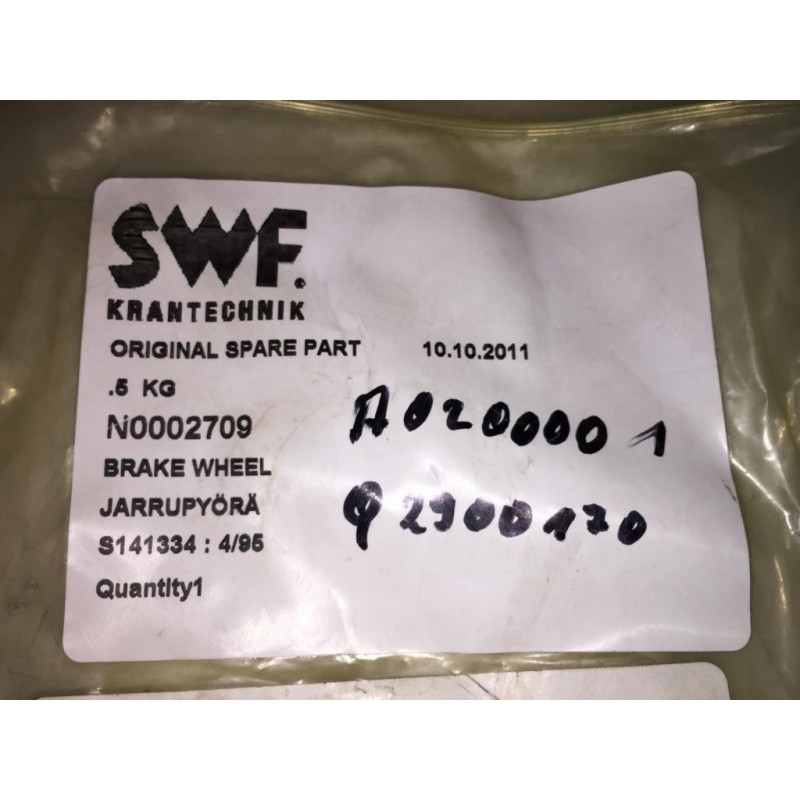 SWF®
KRANTECHNIK
ORIGINAL SPARE PART 10.10.2011
.5 KG
N0002709
A0200001
BRAKE WHEEL
JARRUPYÖRÄ
Q2900170
S141334 : 4/95
Quantity1